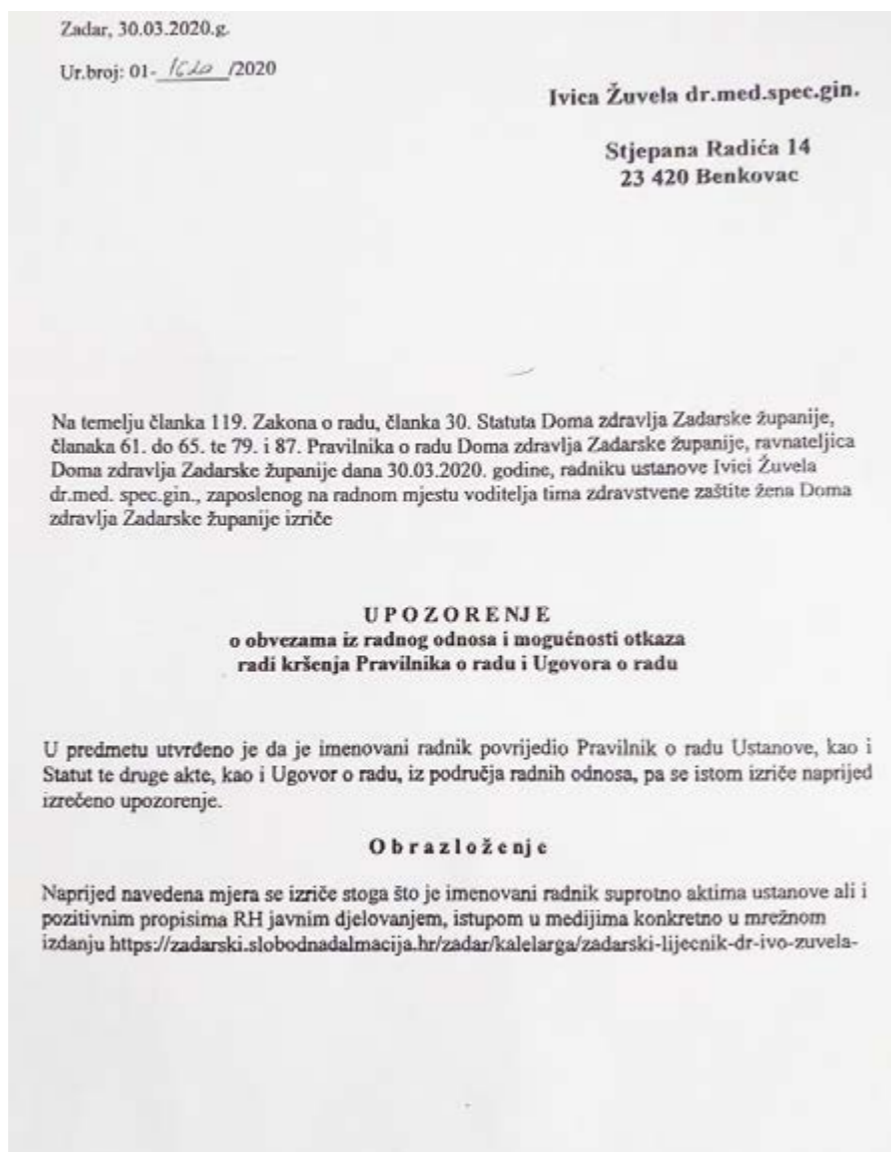 Zadar, 30.03.2020.g.
Ur.broj: 01- /2020
Ivica Žuvela dr.med.spec.gin.
Stjepana Radića 14
23 420 Benkovac
Na temelju članka 119. Zakona o radu, članka 30. Statuta Doma zdravlja Zadarske županije,
članaka 61. do 65. te 79. i 87. Pravilnika o radu Doma zdravlja Zadarske županije, ravnateljica
Doma zdravlja Zadarske županije dana 30.03.2020. godine, radniku ustanove Ivici Žuvela
dr.med. spec.gin., zaposlenog na radnom mjestu voditelja tima zdravstvene zaštite žena Doma
zdravlja Zadarske županije izriče
U P O Z O R E NJ E
o obvezama iz radnog odnosa i mogućnosti otkaza
radi kršenja Pravilnika o radu i Ugovora o radu
U predmetu utvrđeno je da je imenovani radnik povrijedio Pravilnik o radu Ustanove, kao i
Statut te druge akte, kao i Ugovor o radu, iz područja radnih odnosa, pa se istom izriče naprijed
izrečeno upozorenje.
O b r a z l o ž e nj e
Naprijed navedena mjera se izriče stoga što je imenovani radnik suprotno aktima ustanove ali i
pozitivnim propisima RH javnim djelovanjem, istupom u medijima konkretno u mrežnom
izdanju https://zadarski.slobodnadalmacija.hr/zadar/kalelarga/zadarski-lijecnik-dr-ivo-zuvela-